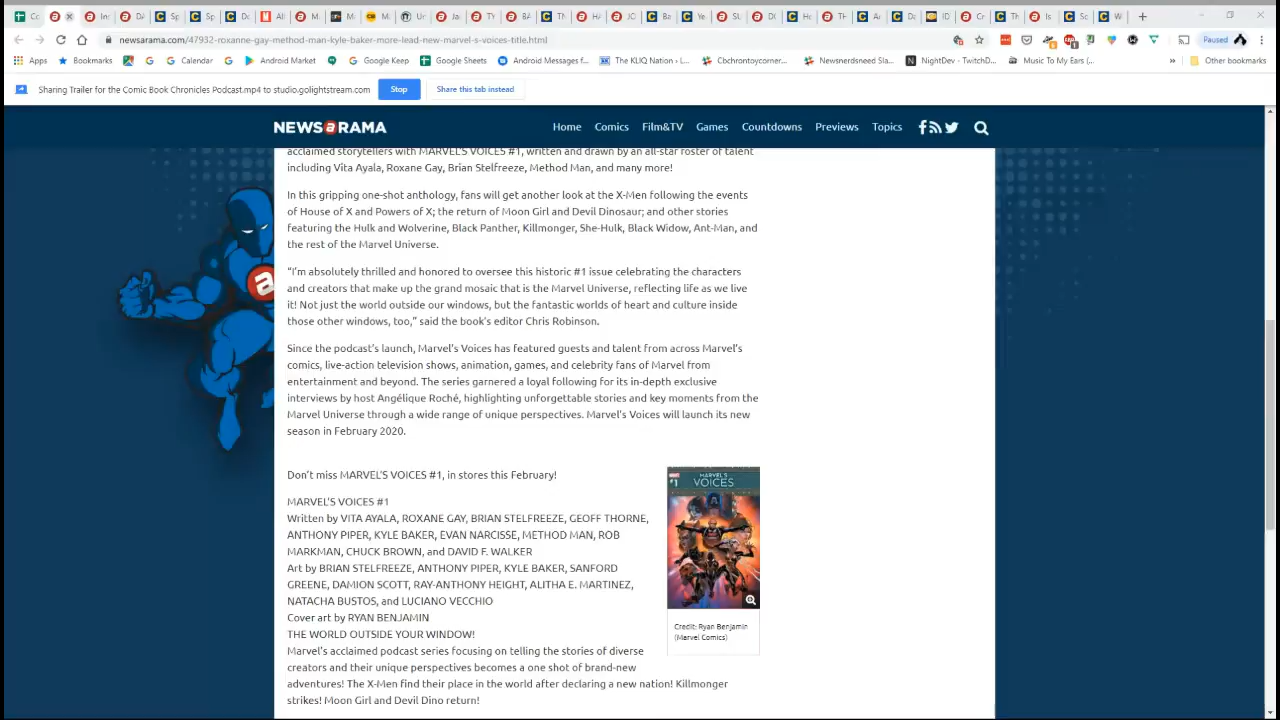 newsarama.com/47932-roxanne-gay-method-man-kyle-baker-more-lead-new-marvel-s-voices-title.html
Paused
Apps
Bookmarks
Calendar
Android Market
Google Keep
Google Sheets
Android Messages f...
The KLIQ Nation › L...
Cbchrontoycorner...
Newsnerdsneed Sla...
NightDev - TwitchD...
Music To My Ears (...
»
Other bookmarks
Sharing Trailer for the Comic Book Chronicles Podcast.mp4 to studio.golightstream.com
Stop
Share this tab instead
NEWSaRAMA
Home
Comics
Film&TV
Games
Countdowns
Previews
Topics
acclaimed storytellers with MARVEL'S VOICES #1, written and drawn by an all-star roster of talent
including Vita Ayala, Roxane Gay, Brian Stelfreeze, Method Man, and many more!
In this gripping one-shot anthology, fans will get another look at the X-Men following the events
of House of X and Powers of X; the return of Moon Girl and Devil Dinosaur; and other stories
featuring the Hulk and Wolverine, Black Panther, Killmonger, She-Hulk, Black Widow, Ant-Man, and
the rest of the Marvel Universe.
“I'm absolutely thrilled and honored to oversee this historic #1 issue celebrating the characters
and creators that make up the grand mosaic that is the Marvel Universe, reflecting life as we live
it! Not just the world outside our windows, but the fantastic worlds of heart and culture inside
those other windows, too,” said the book's editor Chris Robinson.
Since the podcast's launch, Marvel's Voices has featured guests and talent from across Marvel's
comics, live-action television shows, animation, games, and celebrity fans of Marvel from
entertainment and beyond. The series garnered a loyal following for its in-depth exclusive
interviews by host Angélique Roché, highlighting unforgettable stories and key moments from the
Marvel Universe through a wide range of unique perspectives. Marvel's Voices will launch its new
season in February 2020.
Don't miss MARVEL'S VOICES #1, in stores this February!
MARVEL'S VOICES #1
Written by VITA AYALA, ROXANE GAY, BRIAN STELFREEZE, GEOFF THORNE,
ANTHONY PIPER, KYLE BAKER, EVAN NARCISSE, METHOD MAN, ROB
MARKMAN, CHUCK BROWN, and DAVID F. WALKER
Art by BRIAN STELFREEZE, ANTHONY PIPER, KYLE BAKER, SANFORD
GREENE, DAMION SCOTT, RAY-ANTHONY HEIGHT, ALITHA E. MARTINEZ,
NATACHA BUSTOS, and LUCIANO VECCHIO
Cover art by RYAN BENJAMIN
THE WORLD OUTSIDE YOUR WINDOW!
Marvel's acclaimed podcast series focusing on telling the stories of diverse
creators and their unique perspectives becomes a one shot of brand-new
adventures! The X-Men find their place in the world after declaring a new nation! Killmonger
strikes! Moon Girl and Devil Dino return!
#1
MARVEL'S
VOICES
Credit: Ryan Benjamin
(Marvel Comics)